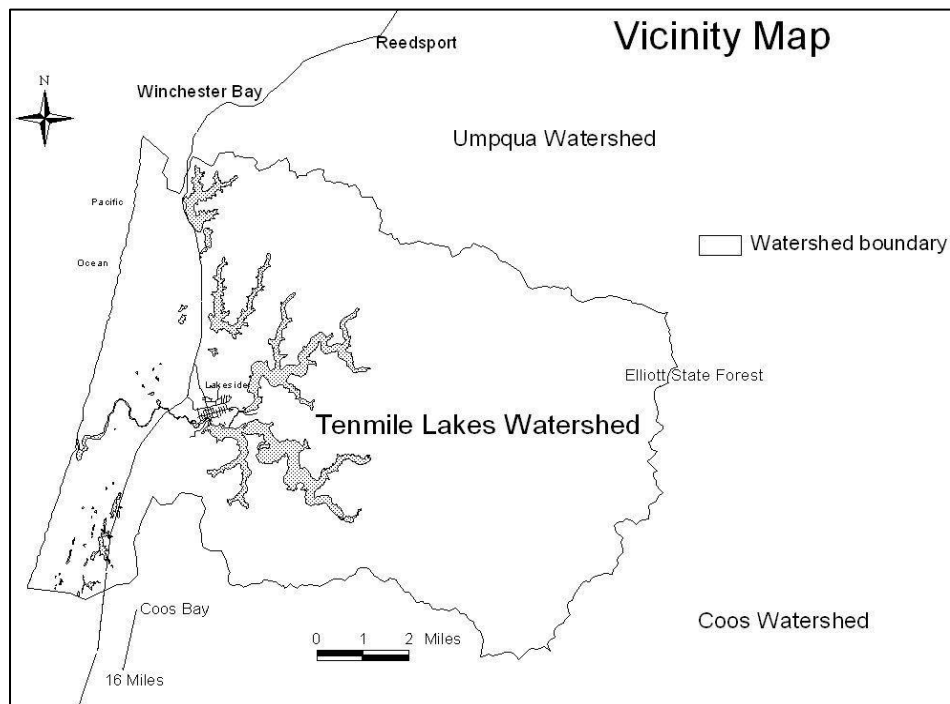 Vicinity Map
Reedsport
N
Winchester Bay
Umpqua Watershed
Pacific
Watershed boundary
Ocean
Elliott State Forest
Lakeside
Tenmile Lakes Watershed
Coos Bay
Coos Watershed
0 1 2 Miles
16 Miles